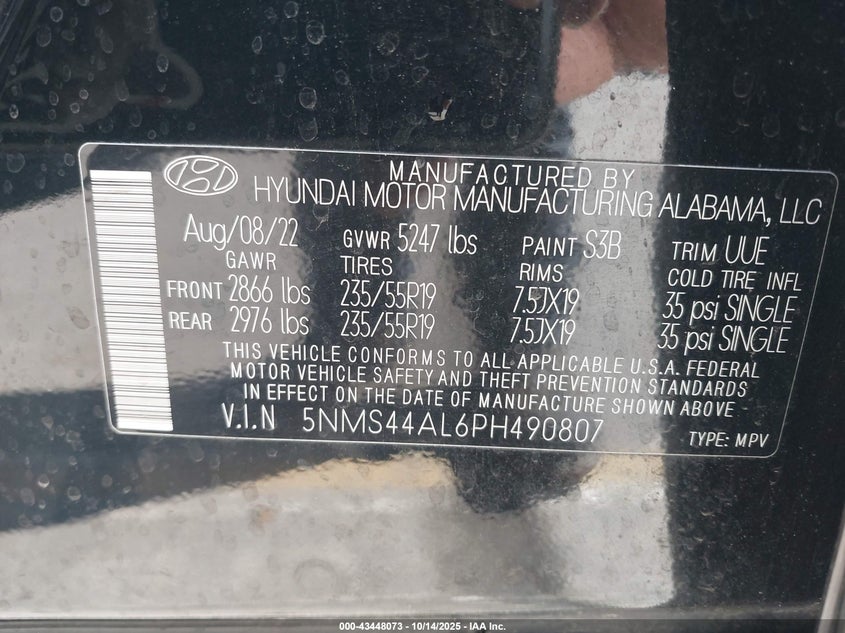 MANUFACTURED BY
HYUNDAI MOTOR MANUFACTURING ALABAMA, LLC
Aug/08/22 GVWR 5247 lbs PAINT S3B TRIM UUE
GAWR TIRES RIMS COLD TIRE INFL
FRONT 2866 lbs 235/55R19 7.5JX19 35 psi SINGLE
REAR 2976 lbs 235/55R19 7.5JX19 35 psi SINGLE
THIS VEHICLE CONFORMS TO ALL APPLICABLE U.S.A. FEDERAL
MOTOR VEHICLE SAFETY AND THEFT PREVENTION STANDARDS
IN EFFECT ON THE DATE OF MANUFACTURE SHOWN ABOVE
V.I.N 5NMS44AL6PH490807 TYPE: MPV
000-43448073 - 10/14/2025 - IAA Inc.